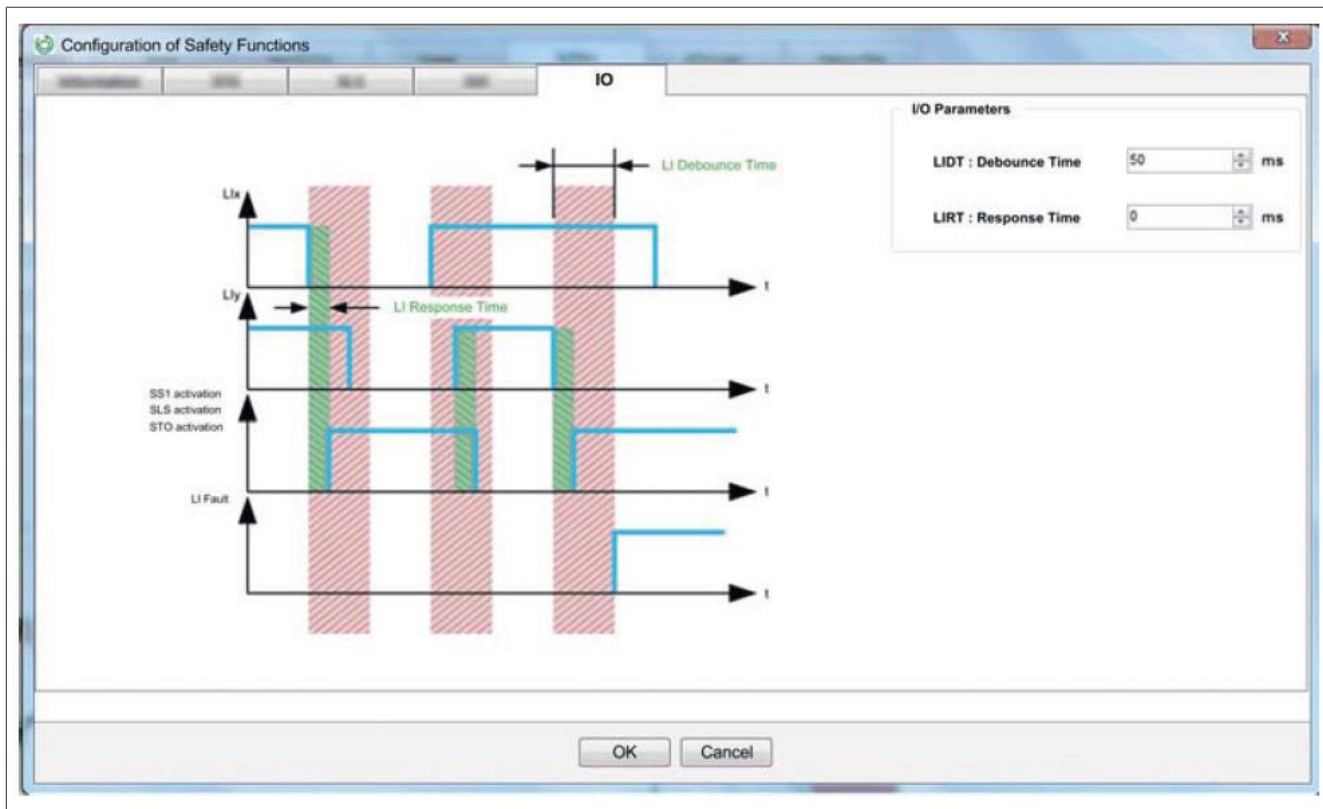 Configuration of Safety Functions
IO
I/O Parameters
LIDT : Debounce Time 50 ms
LIRT : Response Time 0 ms
LI Debounce Time
LIx
t
LIy
LI Response Time
t
SS1 activation
SLS activation
STO activation
t
LI Fault
t
OK Cancel